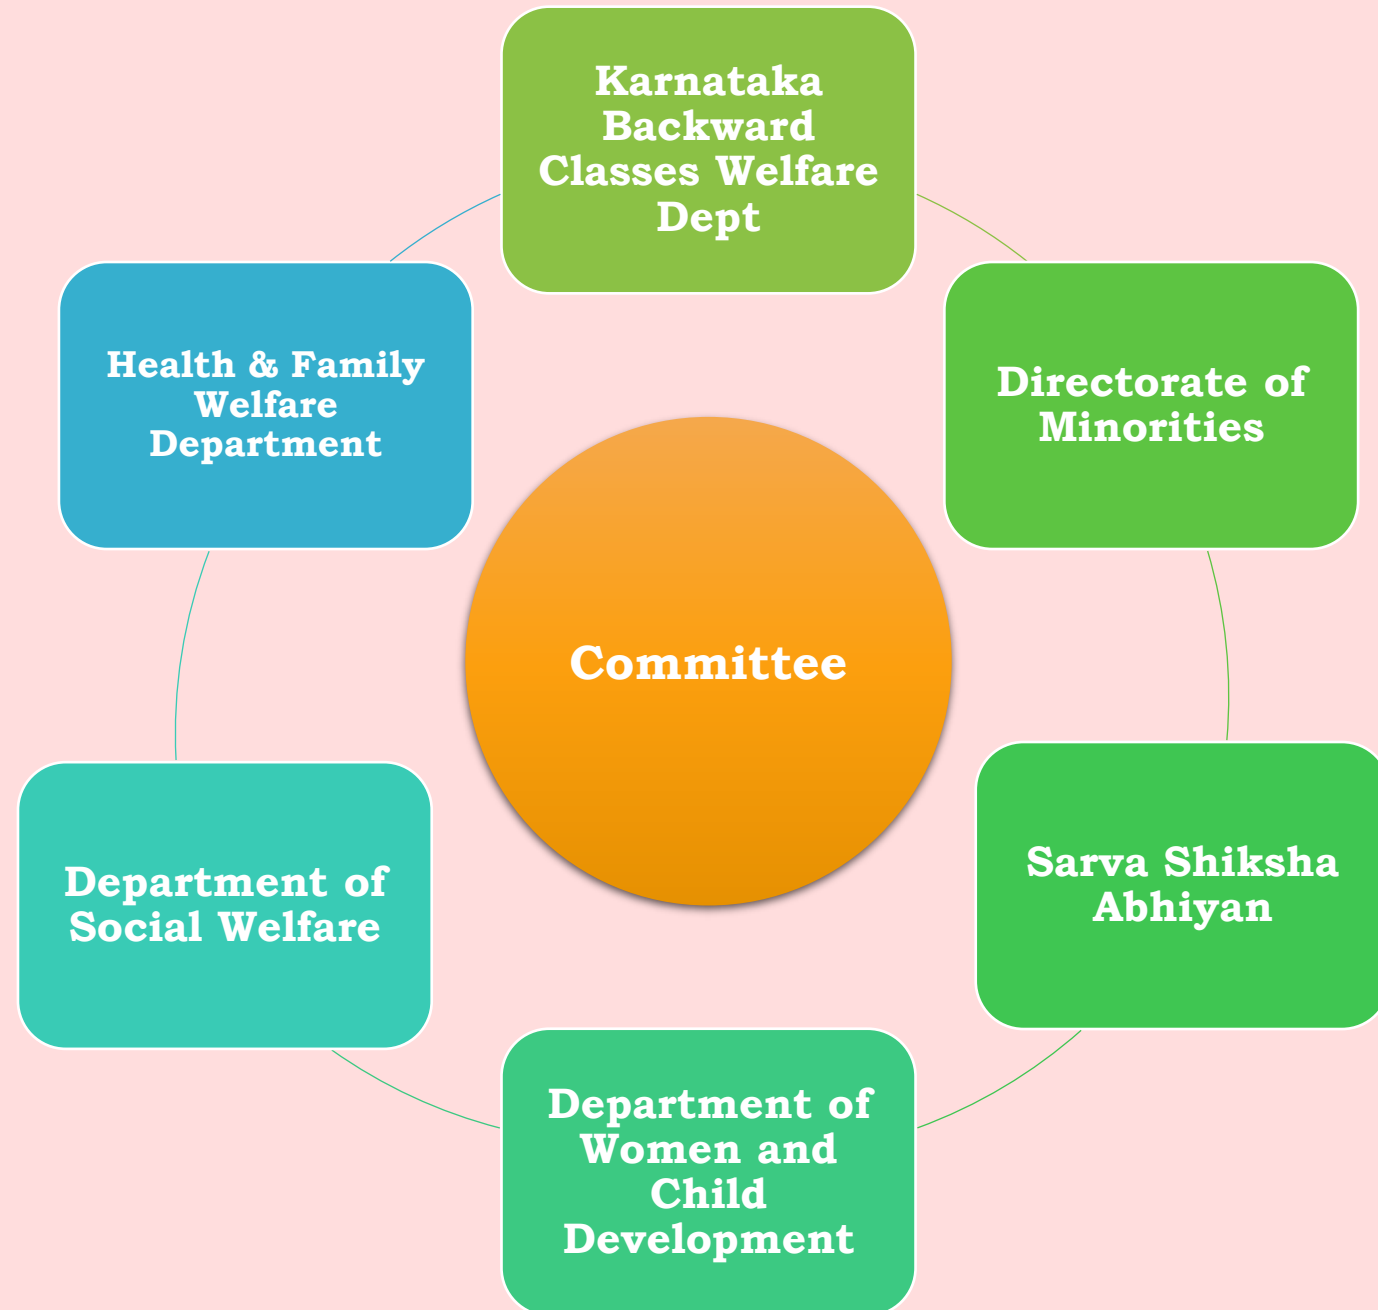 Karnataka
Backward
Classes Welfare
Dept
Health & Family
Welfare
Department
Directorate of
Minorities
Committee
Sarva Shiksha
Abhiyan
Department of
Social Welfare
Department of
Women and
Child
Development